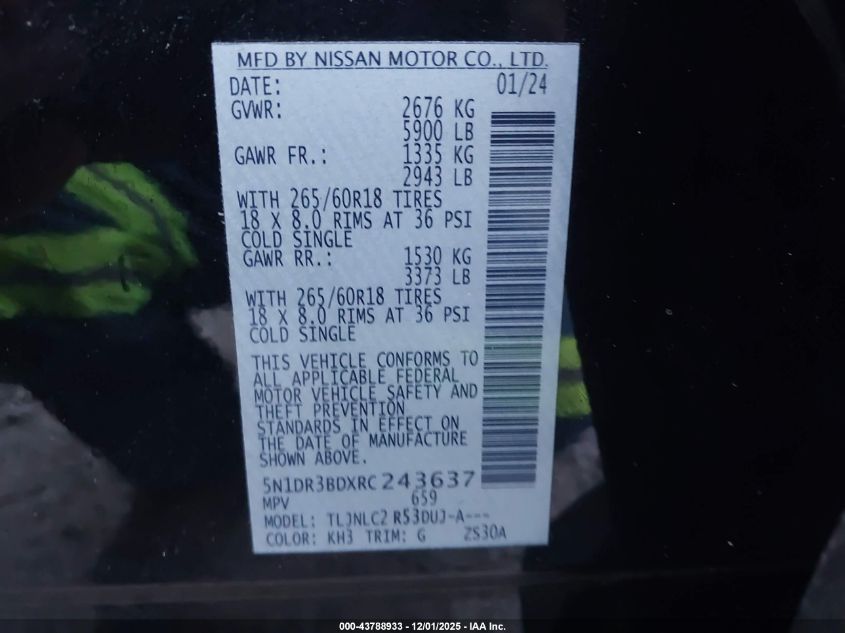 MFD BY NISSAN MOTOR CO., LTD.
DATE: 01/24
GVWR: 2676 KG
5900 LB
GAWR FR.: 1335 KG
2943 LB
WITH 265/60R18 TIRES
18 X 8.0 RIMS AT 36 PSI
COLD SINGLE
GAWR RR.: 1530 KG
3373 LB
WITH 265/60R18 TIRES
18 X 8.0 RIMS AT 36 PSI
COLD SINGLE
THIS VEHICLE CONFORMS TO
ALL APPLICABLE FEDERAL
MOTOR VEHICLE SAFETY AND
THEFT PREVENTION
STANDARDS IN EFFECT ON
THE DATE OF MANUFACTURE
SHOWN ABOVE.
5N1DR3BDXRC243637
MPV 659
MODEL: TLJNLC2 R53DUJ-A---
COLOR: KH3 TRIM: G ZS30A
000-43788933 - 12/01/2025 - IAA Inc.